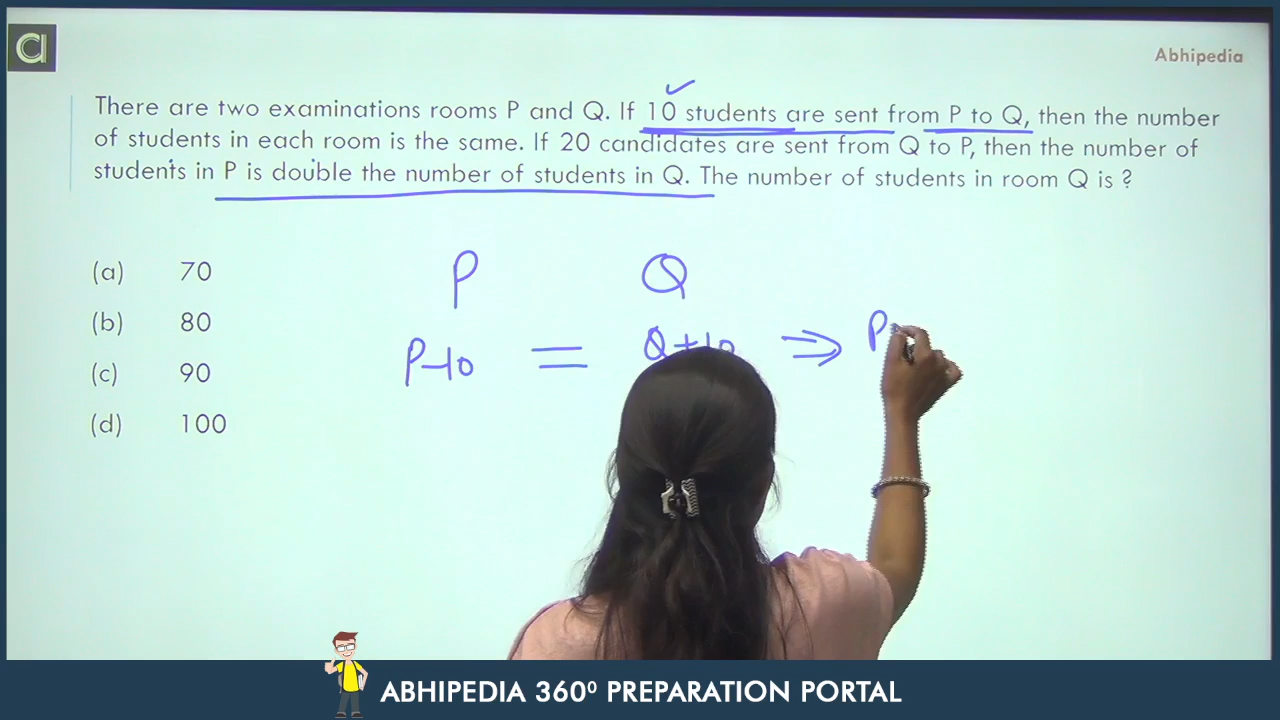 Abhipedia
There are two examinations rooms P and Q. If 10 students are sent from P to Q, then the number
of students in each room is the same. If 20 candidates are sent from Q to P, then the number of
students in P is double the number of students in Q. The number of students in room Q is ?
(a) 70
(b) 80
(c) 90
(d) 100
P Q
P-10 = Q+10 ⇒ P
ABHIPEDIA 360⁰ PREPARATION PORTAL